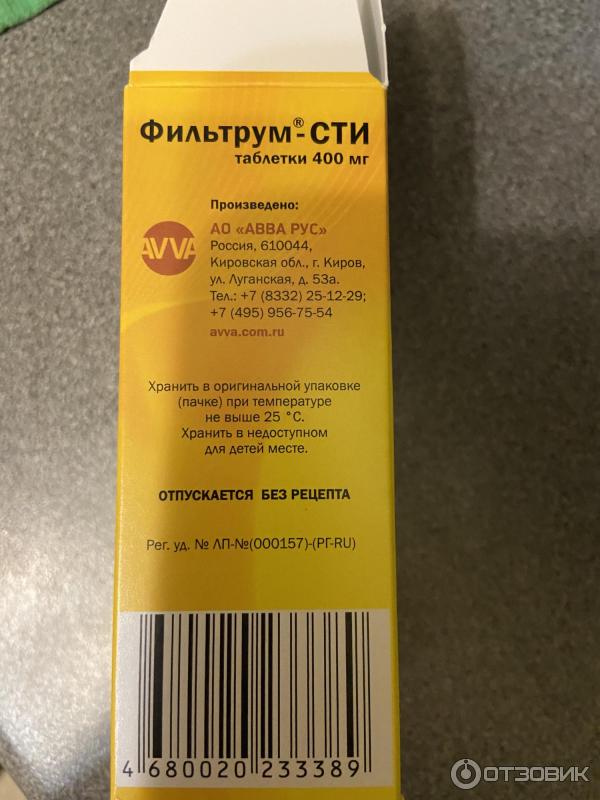 Фильтрум®-СТИ
таблетки 400 мг
Произведено:
AVVA
АО «АВВА РУС»
Россия, 610044,
Кировская обл., г. Киров,
ул. Луганская, д. 53а.
Тел.: +7 (8332) 25-12-29;
+7 (495) 956-75-54
avva.com.ru
Хранить в оригинальной упаковке
(пачке) при температуре
не выше 25 °С.
Хранить в недоступном
для детей месте.
ОТПУСКАЕТСЯ БЕЗ РЕЦЕПТА
Рег. уд. № ЛП-№(000157)-(РГ-RU)
4 680020 233389
ОТЗОВИК